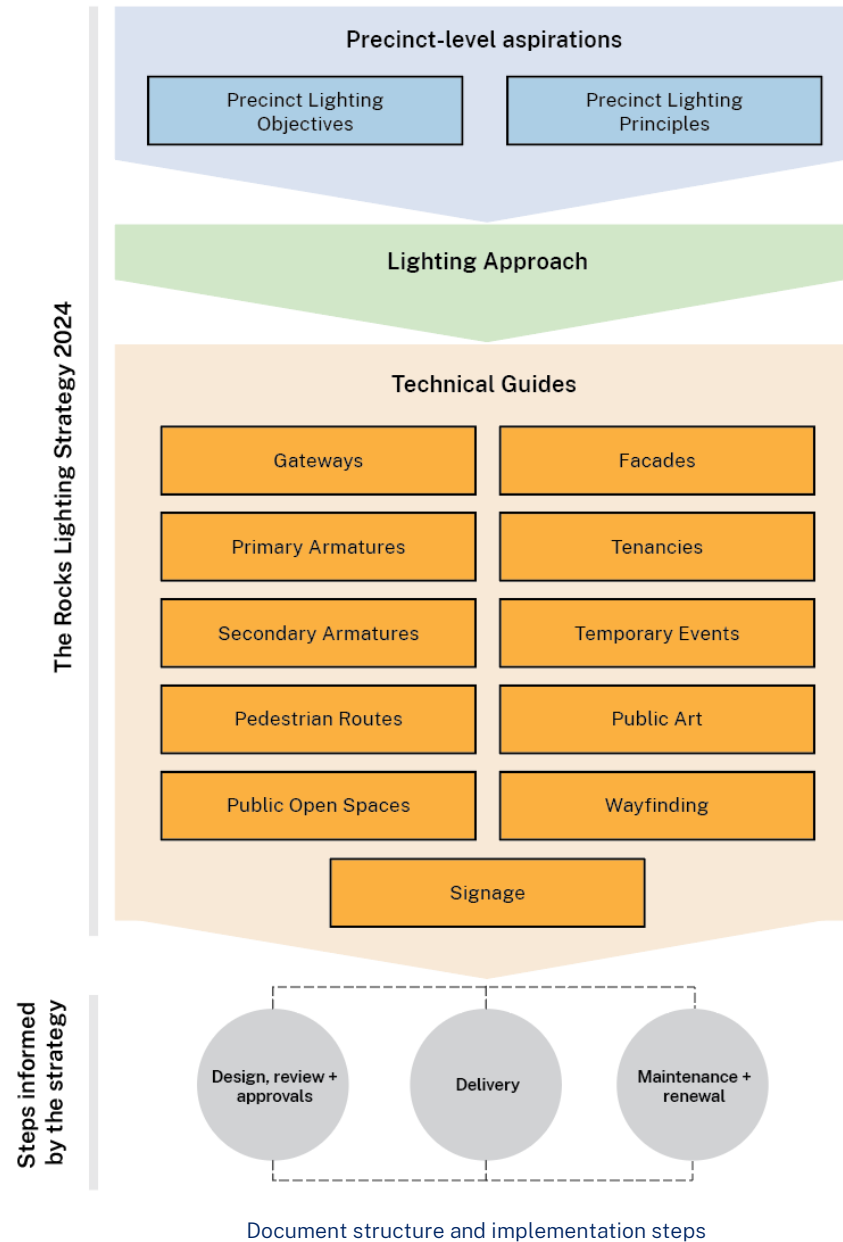 Precinct-level aspirations
Precinct Lighting
Objectives
Precinct Lighting
Principles
Lighting Approach
The Rocks Lighting Strategy 2024
Technical Guides
Gateways
Facades
Primary Armatures
Tenancies
Secondary Armatures
Temporary Events
Pedestrian Routes
Public Art
Public Open Spaces
Wayfinding
Signage
Steps informed
by the strategy
Design, review +
approvals
Delivery
Maintenance +
renewal
Document structure and implementation steps